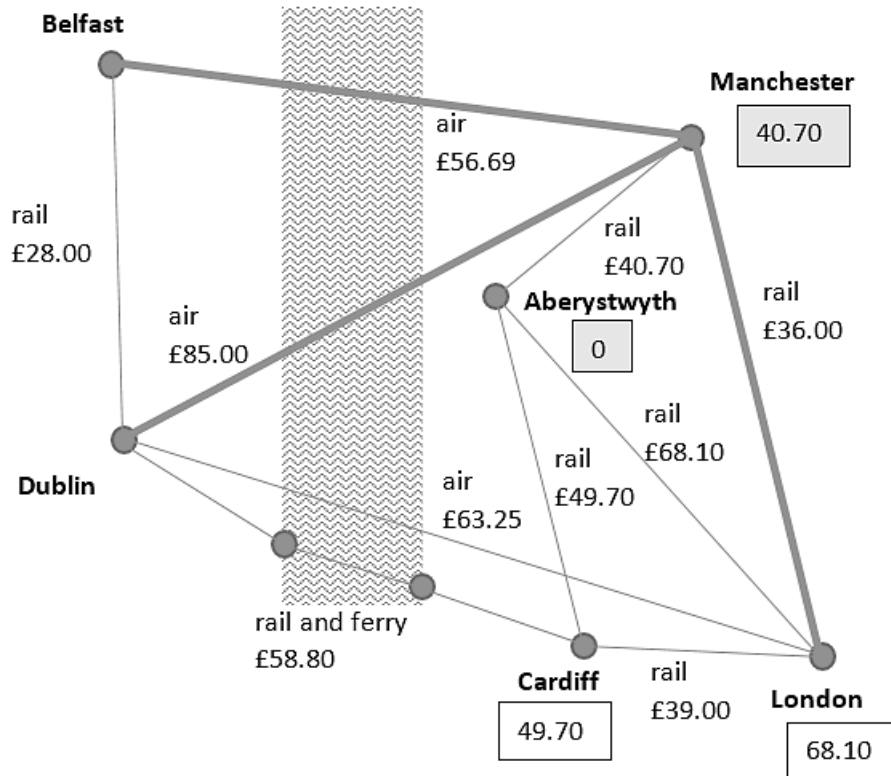 Belfast
Manchester
40.70
air
£56.69
rail
£28.00
rail
£40.70
Aberystwyth
0
rail
£36.00
air
£85.00
rail
£68.10
rail
£49.70
air
£63.25
Dublin
rail and ferry
£58.80
Cardiff
49.70
rail
£39.00
London
68.10